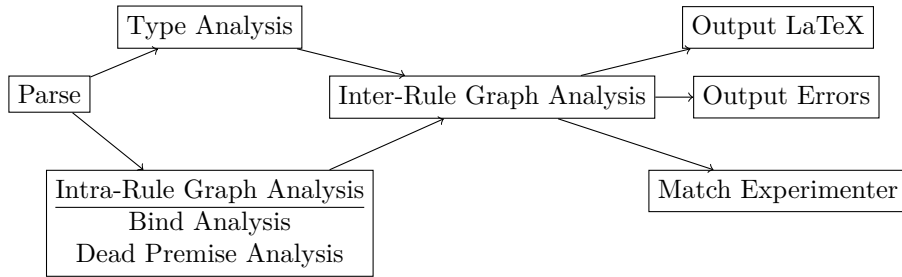 Type Analysis
Output LaTeX
Parse
Inter-Rule Graph Analysis
Output Errors
Intra-Rule Graph Analysis
Bind Analysis
Dead Premise Analysis
Match Experimenter